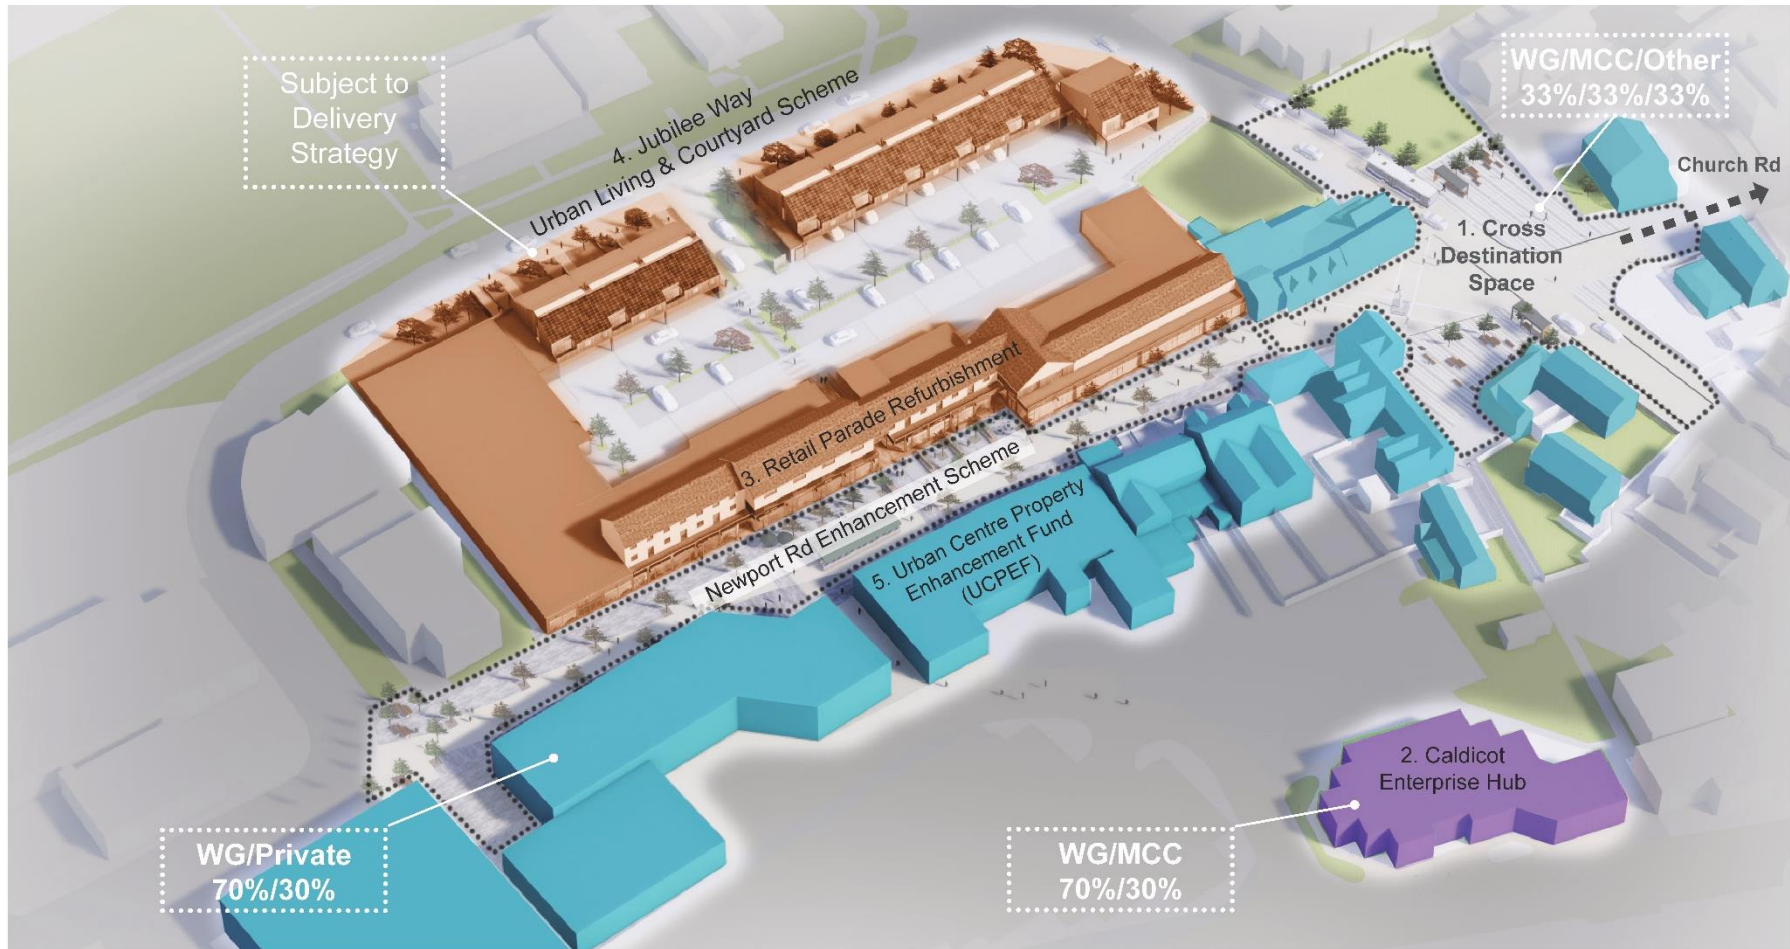 Subject to
Delivery
Strategy
4. Jubilee Way
Urban Living & Courtyard Scheme
WG/MCC/Other
33%/33%/33%
Church Rd
1. Cross
Destination
Space
3. Retail Parade Refurbishment
Newport Rd Enhancement Scheme
5. Urban Centre Property
Enhancement Fund
(UCPEF)
2. Caldicot
Enterprise Hub
WG/Private
70%/30%
WG/MCC
70%/30%